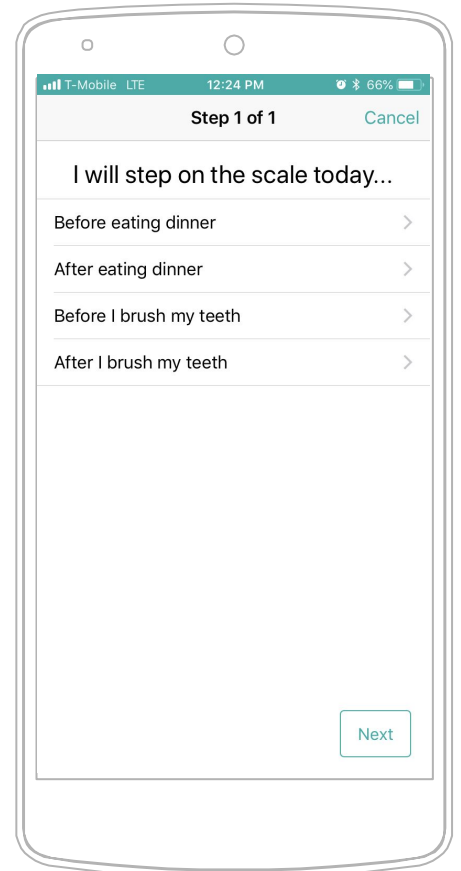 T-Mobile LTE 12:24 PM 66%
Step 1 of 1 Cancel
I will step on the scale today...
Before eating dinner
After eating dinner
Before I brush my teeth
After I brush my teeth
Next